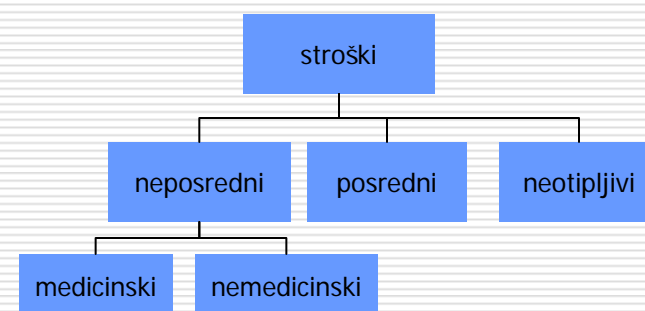 stroški
neposredni
posredni
neotipljivi
medicinski
nemedicinski